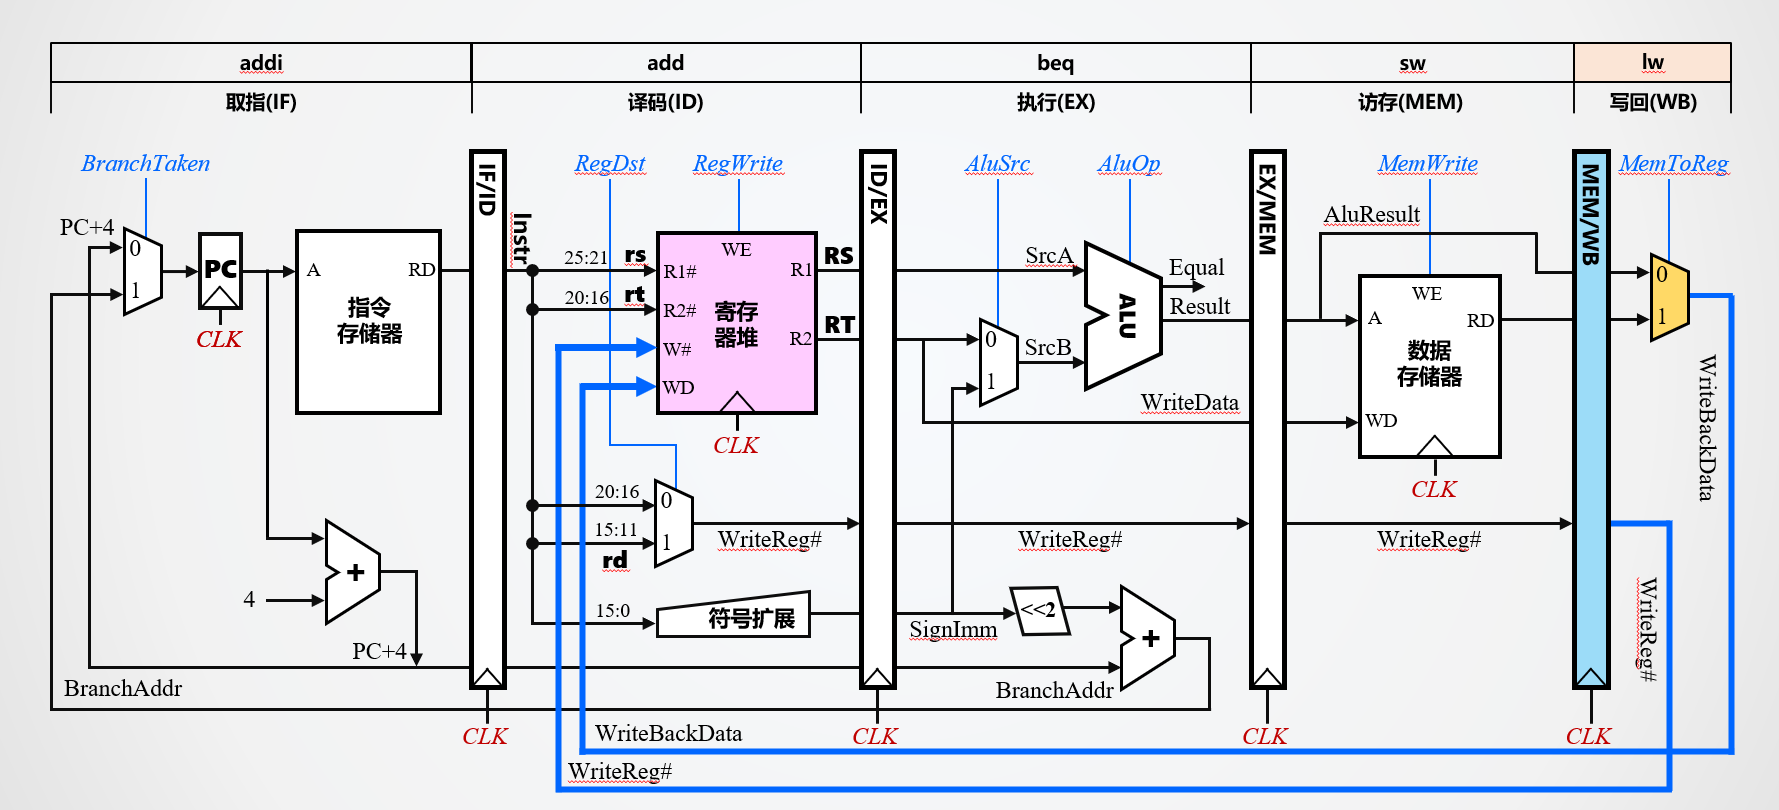 addi
add
beq
sw
lw
取指(IF)
译码(ID)
执行(EX)
访存(MEM)
写回(WB)
BranchTaken
PC+4
0
1
PC
CLK
A
RD
指令
存储器
4
+
PC+4
BranchAddr
IF/ID
CLK
Instr
RegDst
RegWrite
25:21
rs
20:16
rt
R1#
R2#
W#
WD
WE
寄存
器堆
R1
R2
RS
RT
CLK
20:16
15:11
rd
0
1
WriteReg#
15:0
符号扩展
WriteBackData
WriteReg#
ID/EX
CLK
AluSrc
AluOp
SrcA
0
1
SrcB
ALU
Equal
Result
WriteData
WriteReg#
SignImm
<<2
+
BranchAddr
EX/MEM
CLK
MemWrite
AluResult
WE
A
RD
数据
存储器
WD
CLK
WriteReg#
MEM/WB
CLK
MemToReg
0
1
WriteBackData
WriteReg#